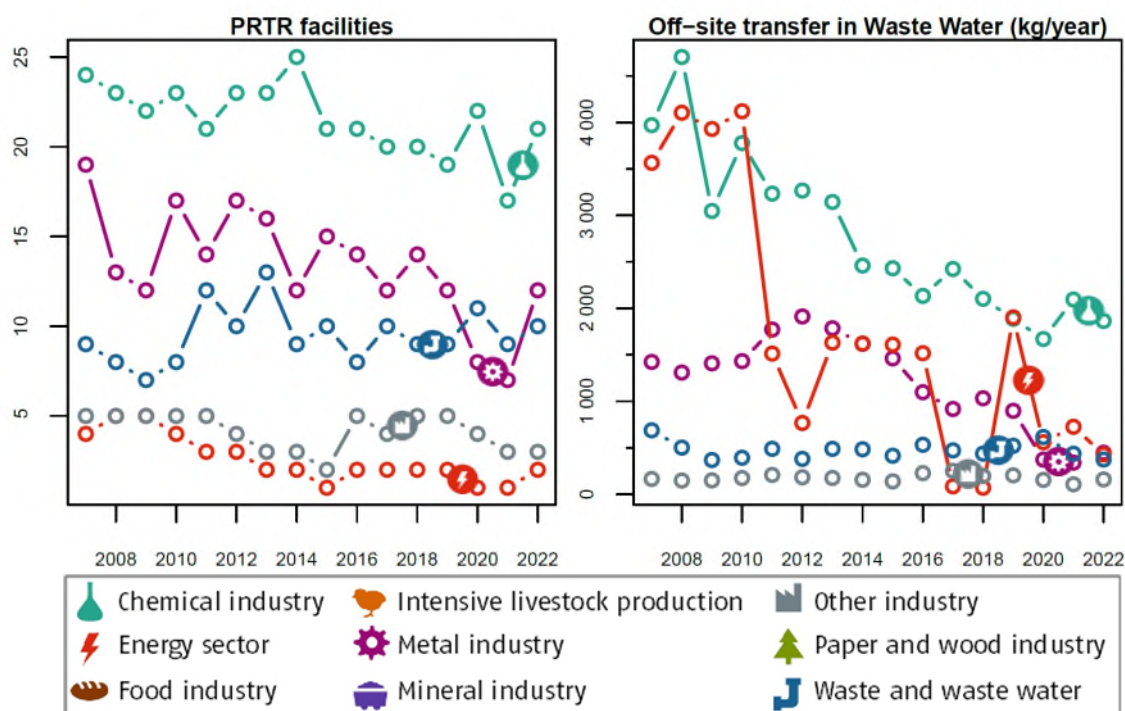 PRTR facilities
Off−site transfer in Waste Water (kg/year)
25
20
15
10
5
4 000
3 000
2 000
1 000
0
2008 2010 2012 2014 2016 2018 2020 2022
2008 2010 2012 2014 2016 2018 2020 2022
Chemical industry Intensive livestock production Other industry
Energy sector Metal industry Paper and wood industry
Food industry Mineral industry Waste and waste water